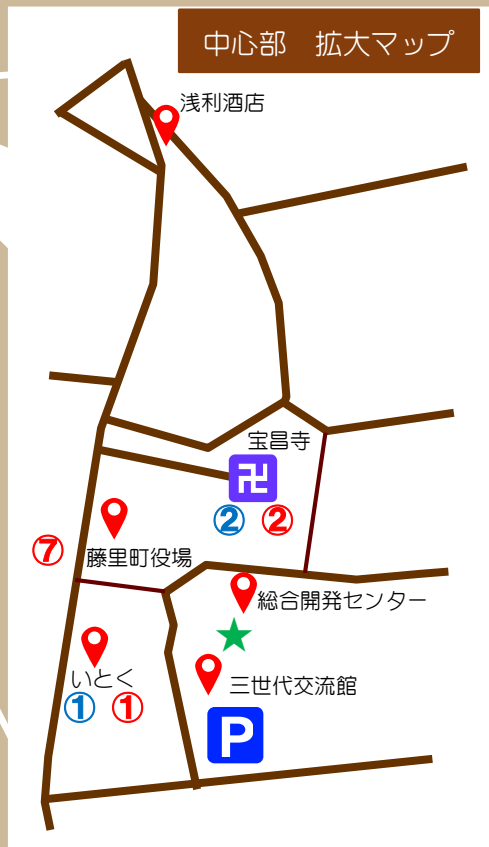 中心部　拡大マップ
浅利酒店
宝昌寺
卍
② ②
藤里町役場
⑦
総合開発センター
いとく
① ①
三世代交流館
P